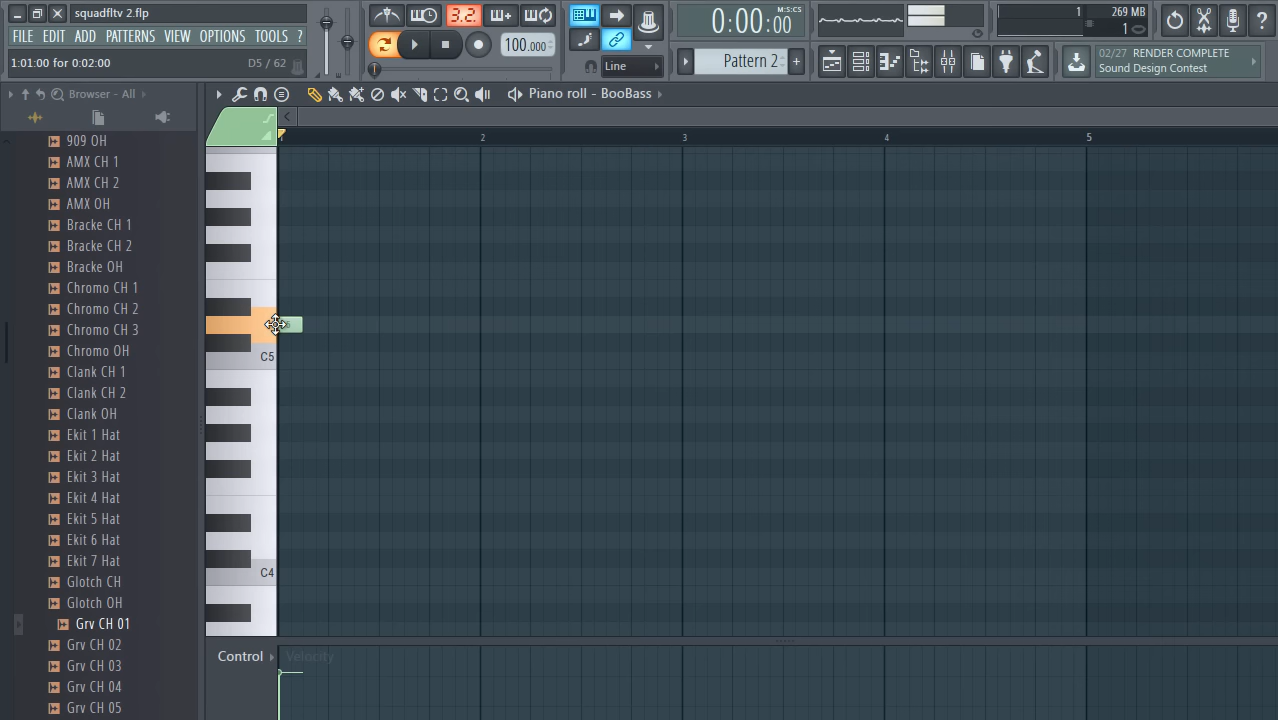 squadfltv 2.flp
FILE EDIT ADD PATTERNS VIEW OPTIONS TOOLS ?
1:01:00 for 0:02:00 D5 / 62
3.2.
100.000
Line
0:00:00 M:S:CS
Pattern 2
1 269 MB
1
02/27 RENDER COMPLETE
Sound Design Contest
Browser - All
Piano roll - BooBass
1 2 3 4 5
909 OH
AMX CH 1
AMX CH 2
AMX OH
Bracke CH 1
Bracke CH 2
Bracke OH
Chromo CH 1
Chromo CH 2
Chromo CH 3
Chromo OH
Clank CH 1
Clank CH 2
Clank OH
Ekit 1 Hat
Ekit 2 Hat
Ekit 3 Hat
Ekit 4 Hat
Ekit 5 Hat
Ekit 6 Hat
Ekit 7 Hat
Glotch CH
Glotch OH
Grv CH 01
Grv CH 02
Grv CH 03
Grv CH 04
Grv CH 05
C5
C4
Control Velocity